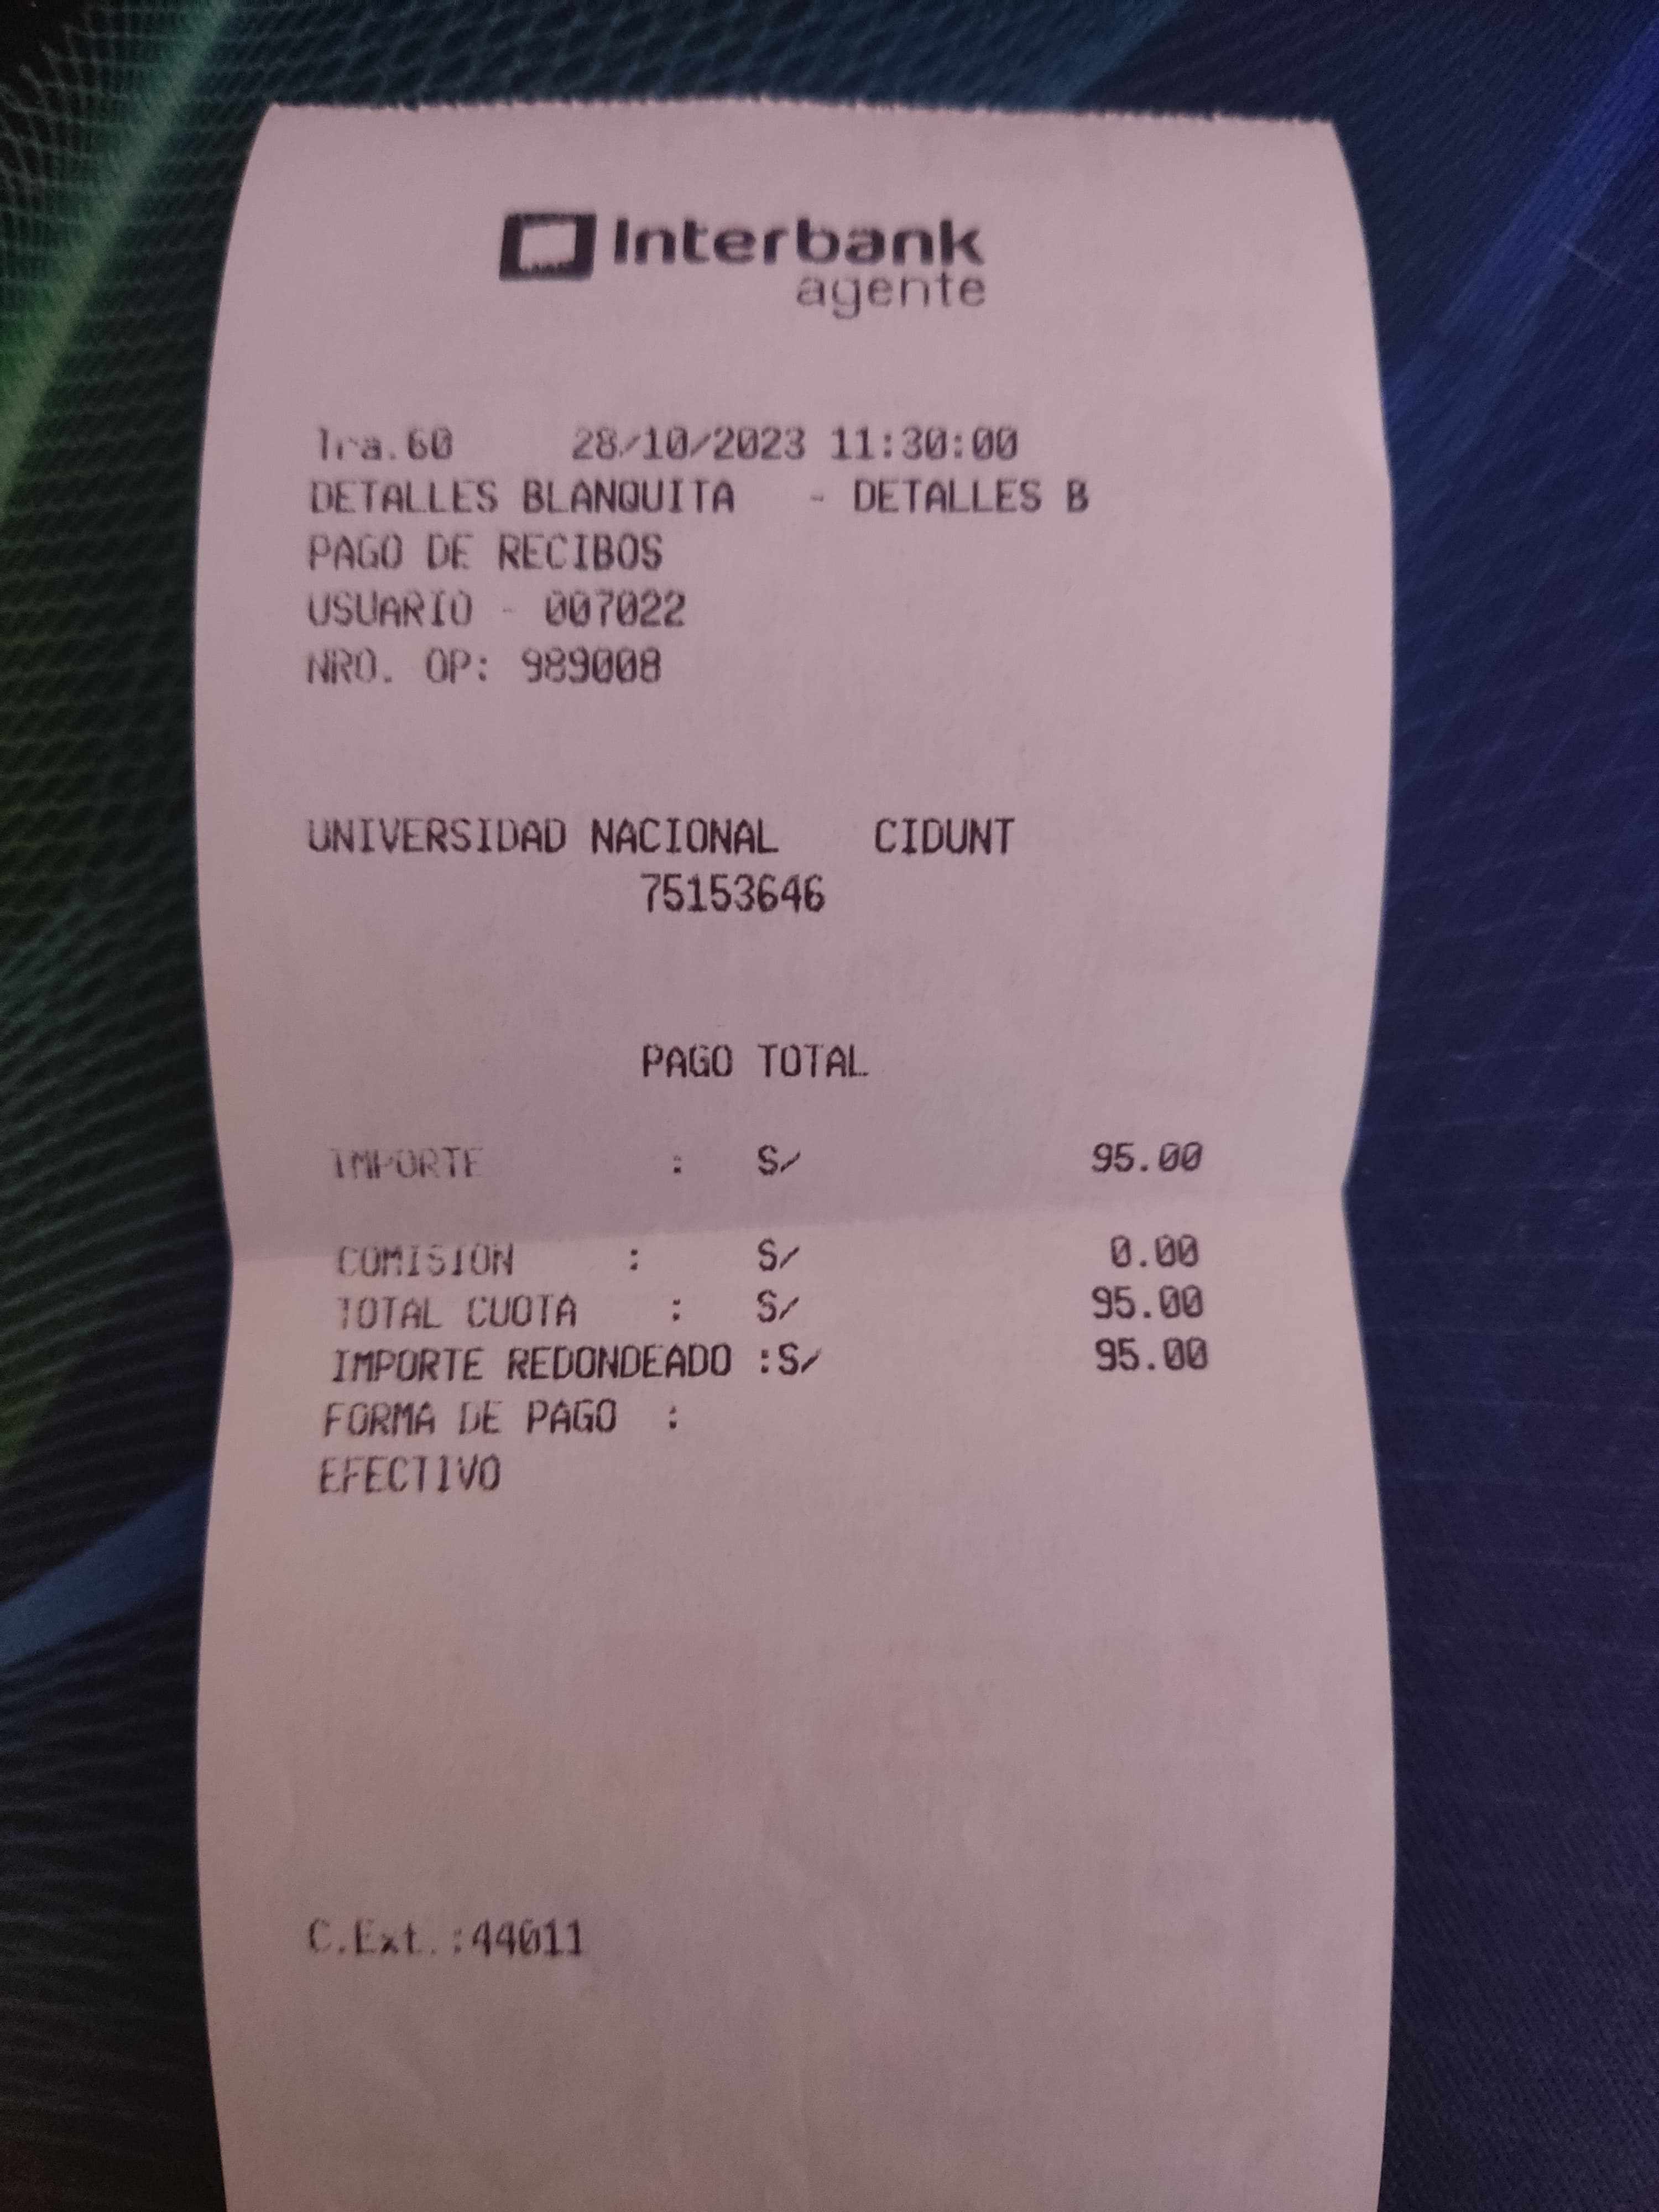 Interbank
agente
Tra.60 28/10/2023 11:30:00
DETALLES BLANQUITA - DETALLES B
PAGO DE RECIBOS
USUARIO - 007022
NRO. OP: 989008
UNIVERSIDAD NACIONAL CIDUNT
75153646
PAGO TOTAL
IMPORTE : S/ 95.00
COMISION : S/ 0.00
TOTAL CUOTA : S/ 95.00
IMPORTE REDONDEADO :S/ 95.00
FORMA DE PAGO :
EFECTIVO
C.Ext.:44011